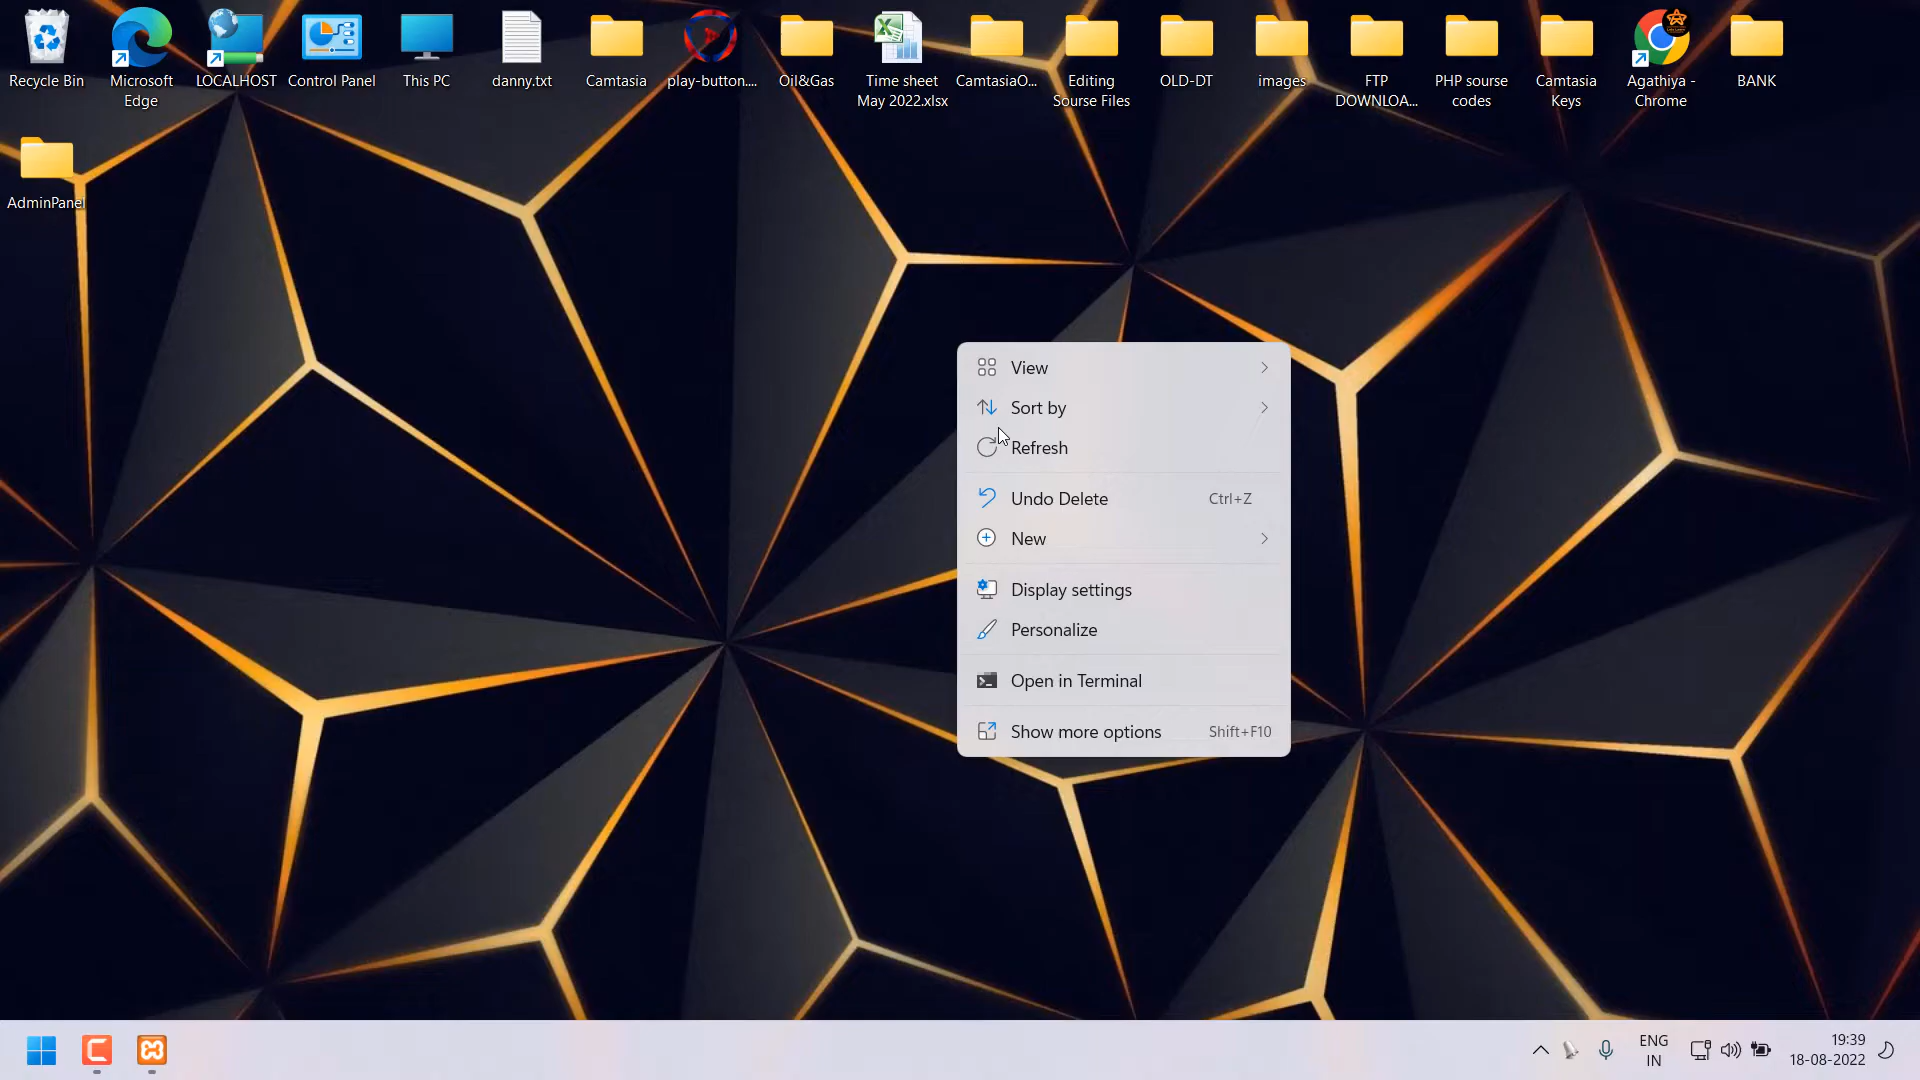 Recycle Bin
Microsoft
Edge
LOCALHOST
Control Panel
This PC
danny.txt
Camtasia
play-button....
Oil&Gas
Time sheet
May 2022.xlsx
CamtasiaO...
Editing
Sourse Files
OLD-DT
images
FTP
DOWNLOA...
PHP sourse
codes
Camtasia
Keys
Agathiya -
Chrome
BANK
AdminPanel
View
Sort by
Refresh
Undo Delete Ctrl+Z
New
Display settings
Personalize
Open in Terminal
Show more options Shift+F10
ENG
IN
19:39
18-08-2022